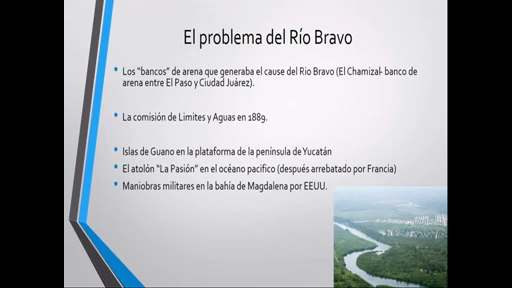 El problema del Río Bravo
Los “bancos” de arena que generaba el cause del Rio Bravo (El Chamizal- banco de
arena entre El Paso y Ciudad Juárez).
La comisión de Limites y Aguas en 1889.
Islas de Guano en la plataforma de la península de Yucatán
El atolón “La Pasión” en el océano pacifico (después arrebatado por Francia)
Maniobras militares en la bahía de Magdalena por EEUU.